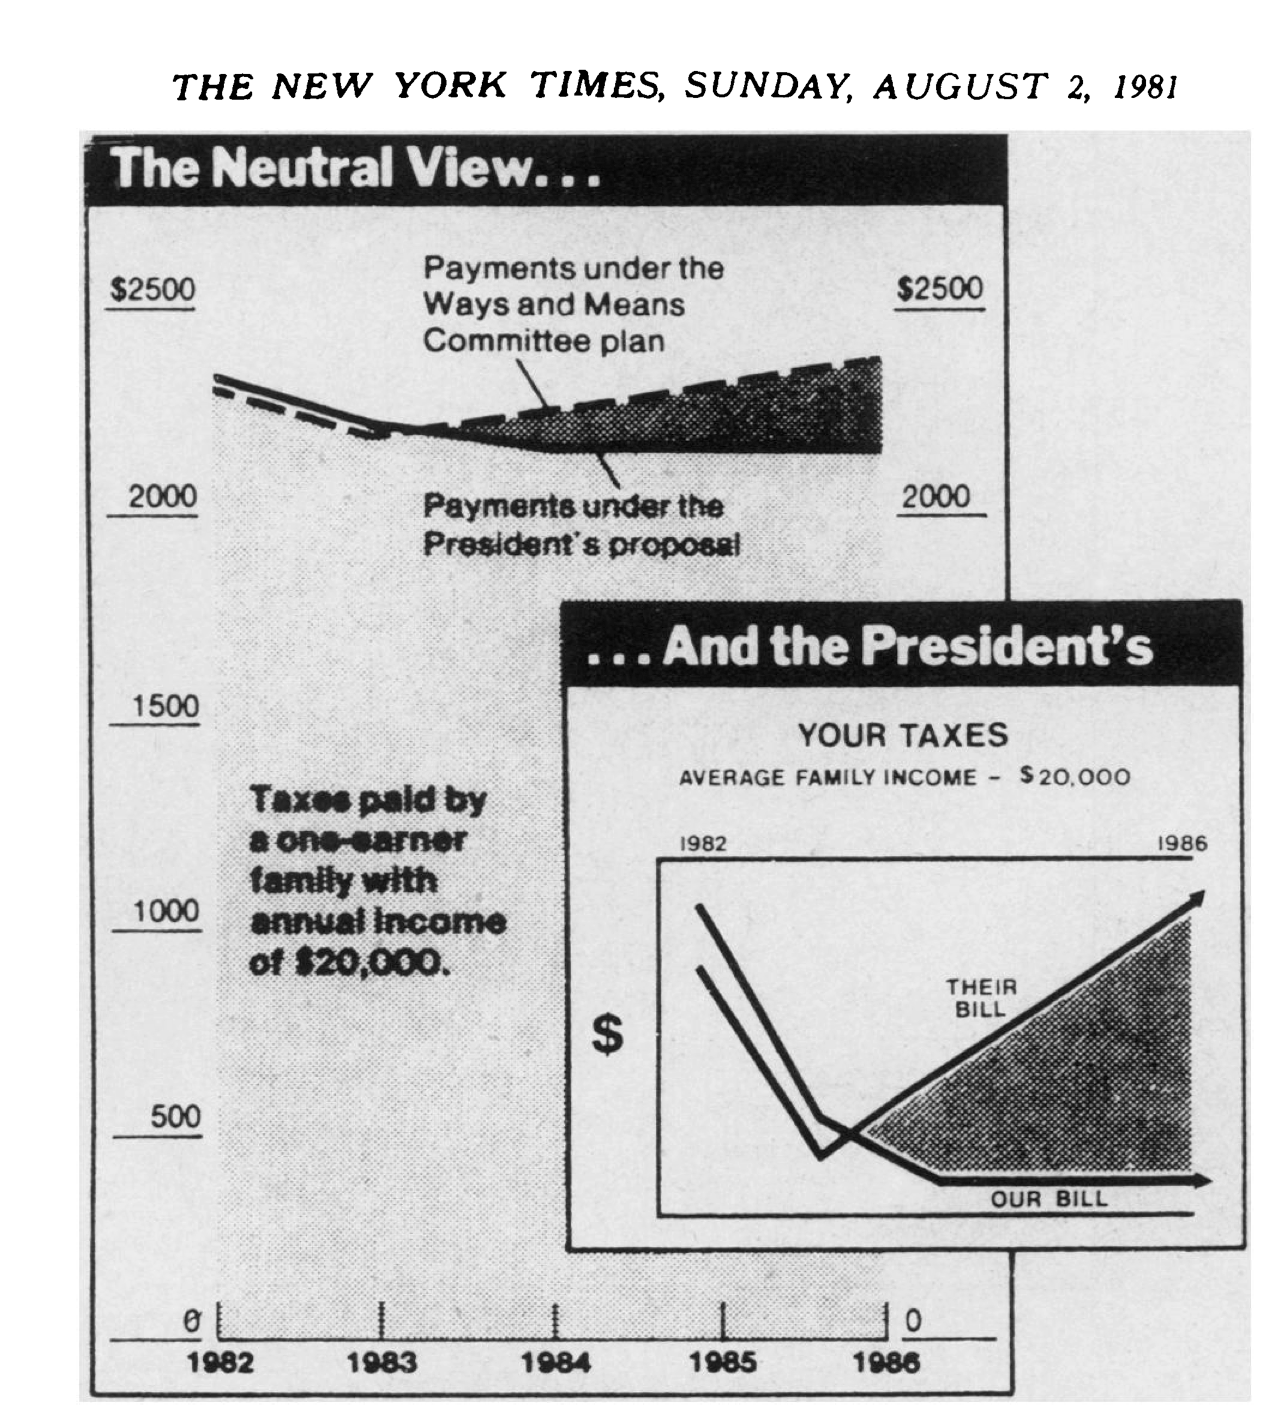 THE NEW YORK TIMES, SUNDAY, AUGUST 2, 1981
The Neutral View...
Payments under the
Ways and Means
Committee plan
$2500
$2500
2000
2000
Payments under the
President's proposal
1500
Taxes paid by
a one-earner
family with
annual income
of $20,000.
1000
500
0
0
1982 1983 1984 1985 1986
...And the President's
YOUR TAXES
AVERAGE FAMILY INCOME – $20,000
1982 1986
$
THEIR
BILL
OUR BILL